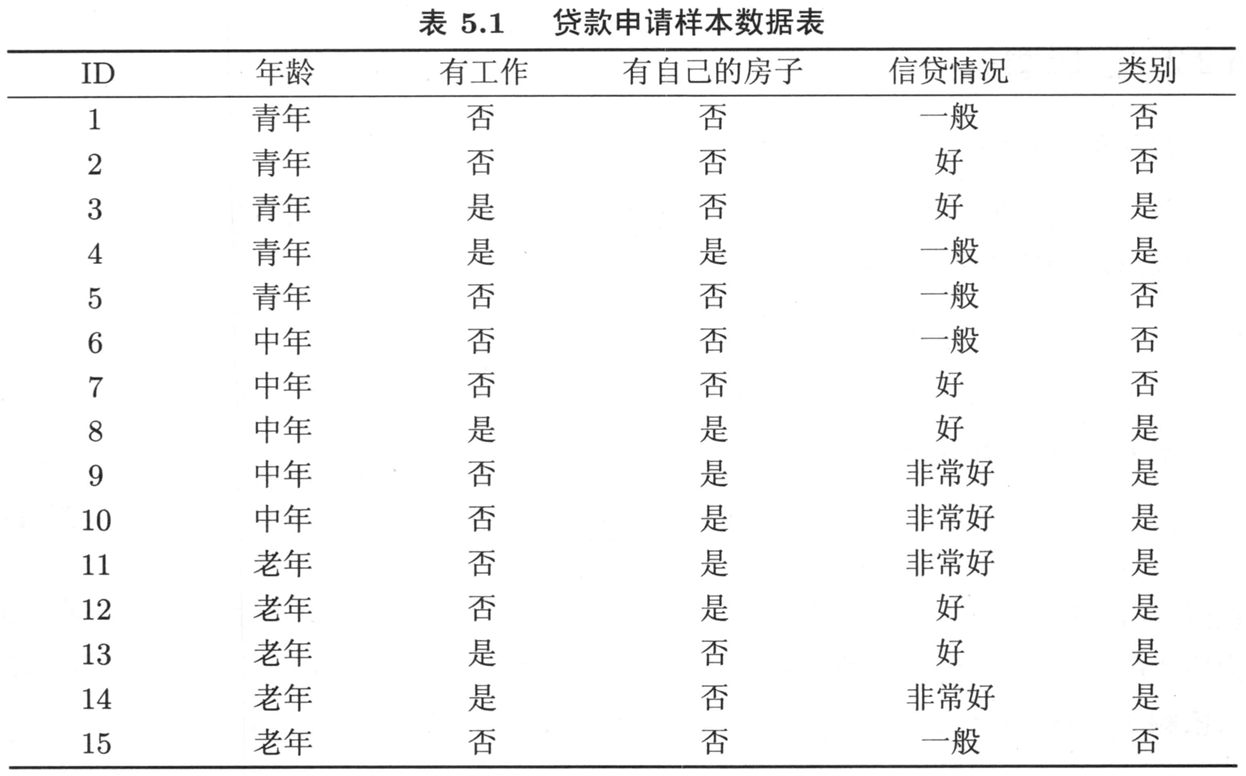 表 5.1 贷款申请样本数据表
ID 年龄 有工作 有自己的房子 信贷情况 类别
1 青年 否 否 一般 否
2 青年 否 否 好 否
3 青年 是 否 好 是
4 青年 是 是 一般 是
5 青年 否 否 一般 否
6 中年 否 否 一般 否
7 中年 否 否 好 否
8 中年 是 是 好 是
9 中年 否 是 非常好 是
10 中年 否 是 非常好 是
11 老年 否 是 非常好 是
12 老年 否 是 好 是
13 老年 是 否 好 是
14 老年 是 否 非常好 是
15 老年 否 否 一般 否